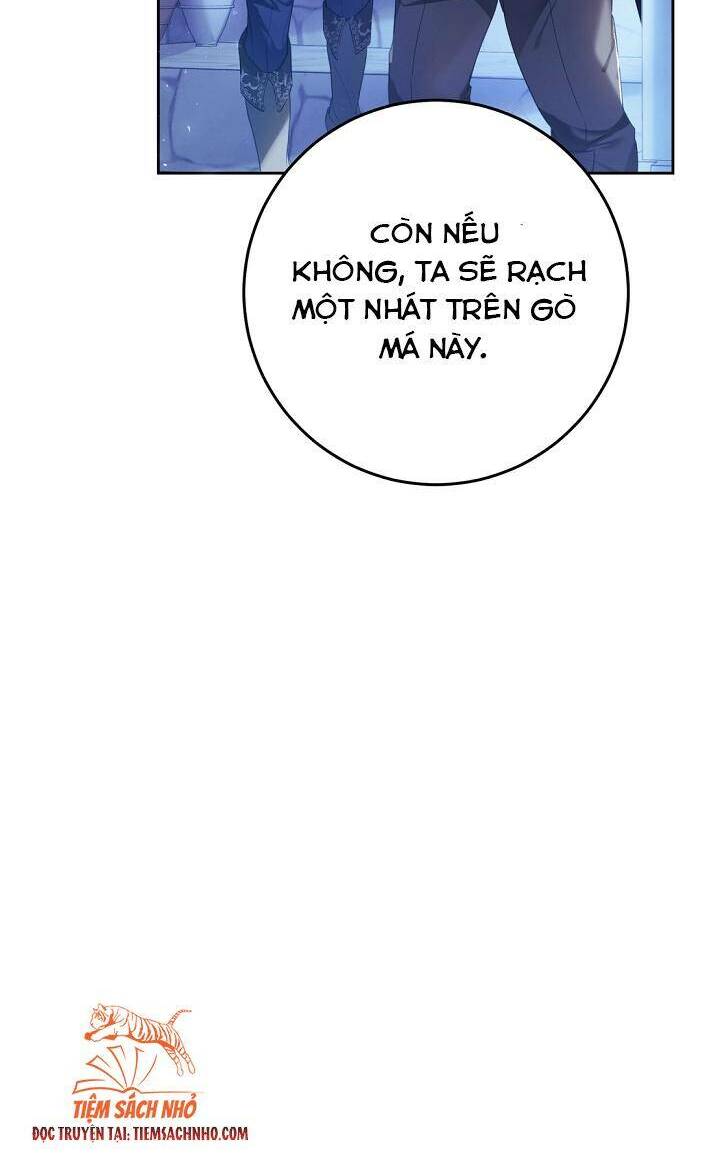 CÒN NẾU
KHÔNG, TA SẼ RẠCH
MỘT NHÁT TRÊN GÒ
MÁ NÀY.
TIỆM SÁCH NHỎ
ĐỌC TRUYỆN TẠI: TIEMSACHNHO.COM